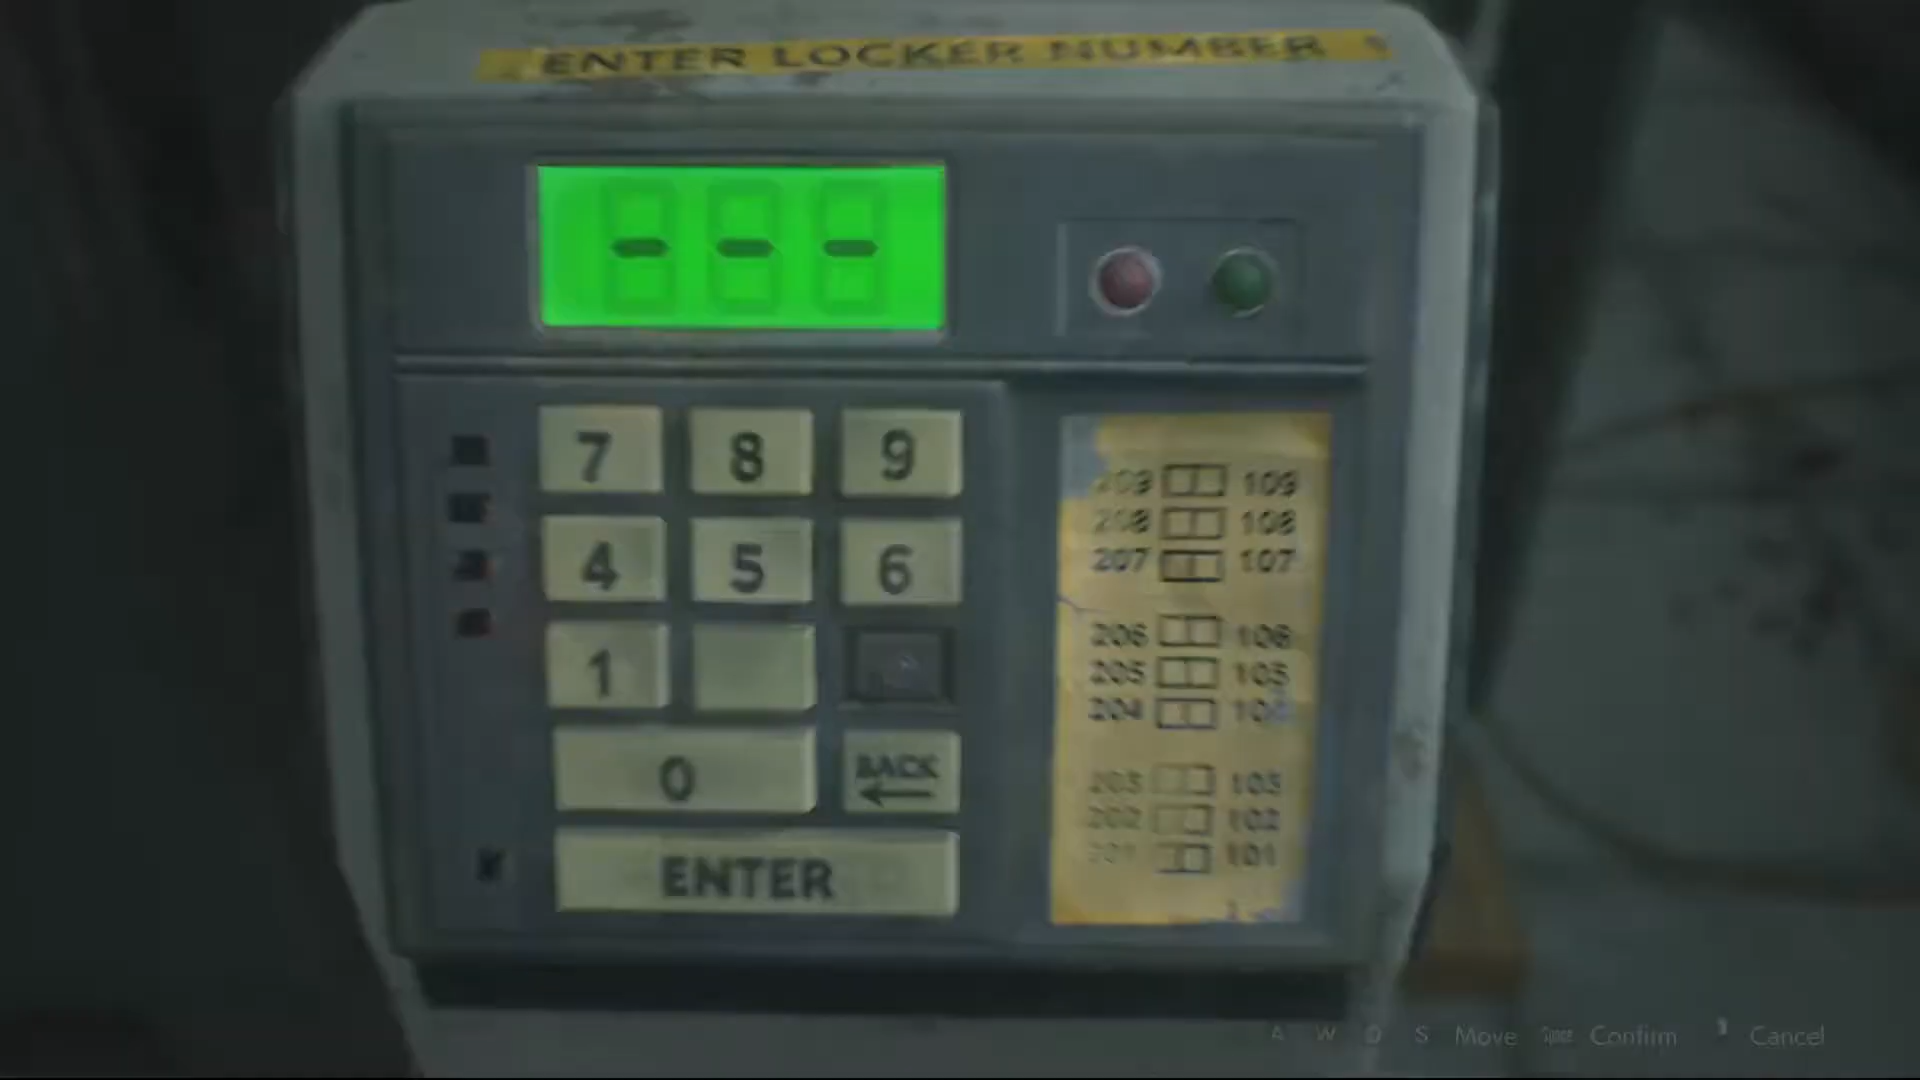 ENTER LOCKER NUMBER
7 8 9
4 5 6
1
0 BACK
ENTER
109
208 108
207 107
206 106
205 105
204
203 103
202 102
101
A W D S Move Space Confirm Cancel